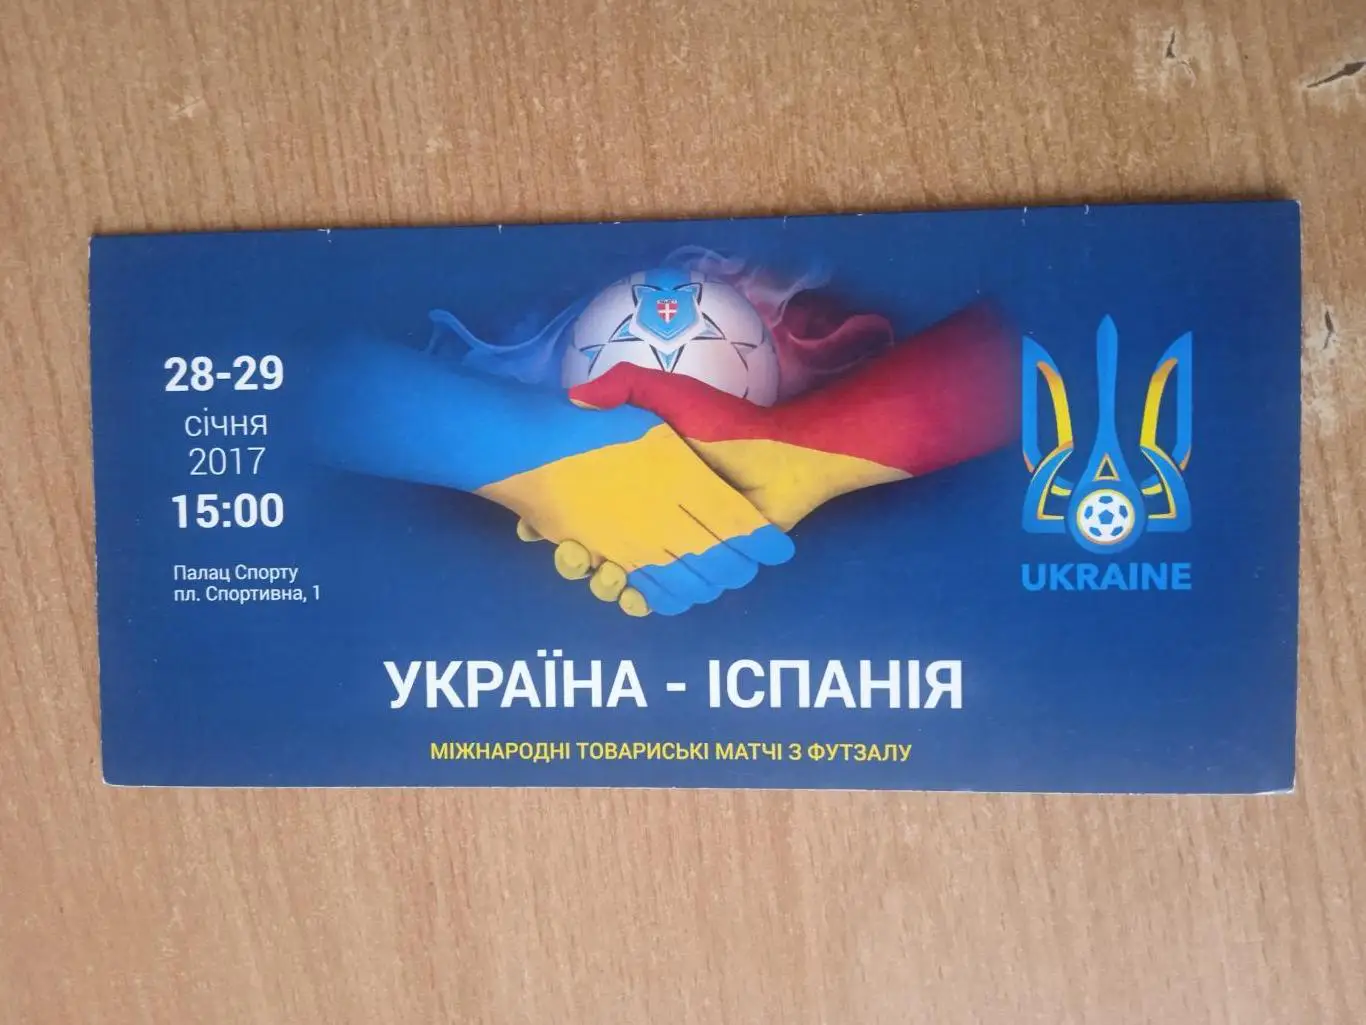 28-29
січня
2017
15:00
Палац Спорту
пл. Спортивна, 1
UKRAINE
УКРАЇНА - ІСПАНІЯ
МІЖНАРОДНІ ТОВАРИСЬКІ МАТЧІ З ФУТЗАЛУ